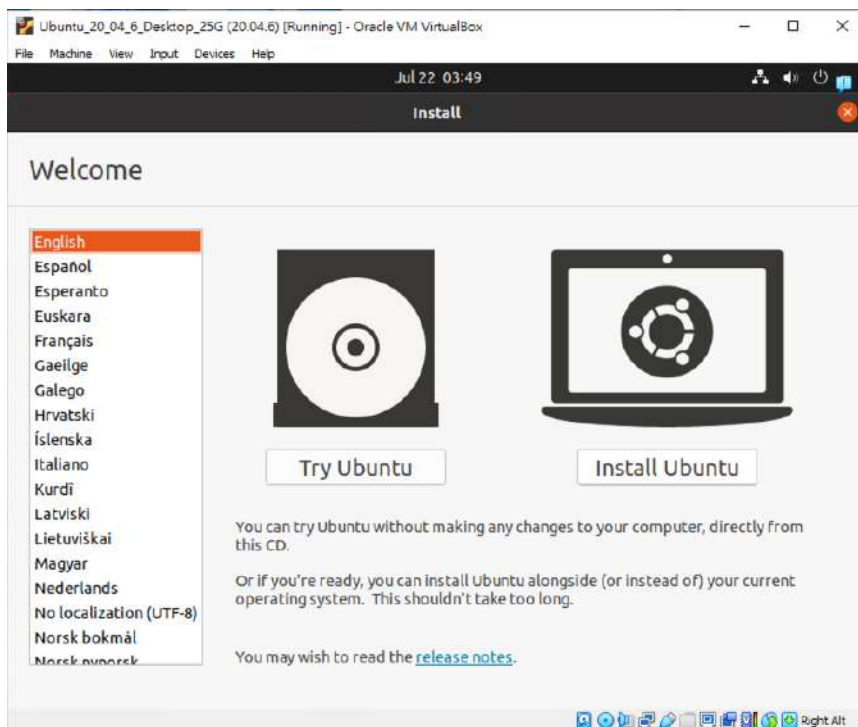 Ubuntu_20_04_6_Desktop_25G (20.04.6) [Running] - Oracle VM VirtualBox
File Machine View Input Devices Help
Jul 22 03:49
Install
Welcome
English
Español
Esperanto
Euskara
Français
Gaeilge
Galego
Hrvatski
Íslenska
Italiano
Kurdî
Latviski
Lietuviškai
Magyar
Nederlands
No localization (UTF-8)
Norsk bokmål
Norsk nynorsk
Try Ubuntu
Install Ubuntu
You can try Ubuntu without making any changes to your computer, directly from
this CD.
Or if you're ready, you can install Ubuntu alongside (or instead of) your current
operating system. This shouldn't take too long.
You may wish to read the release notes.
Right Alt